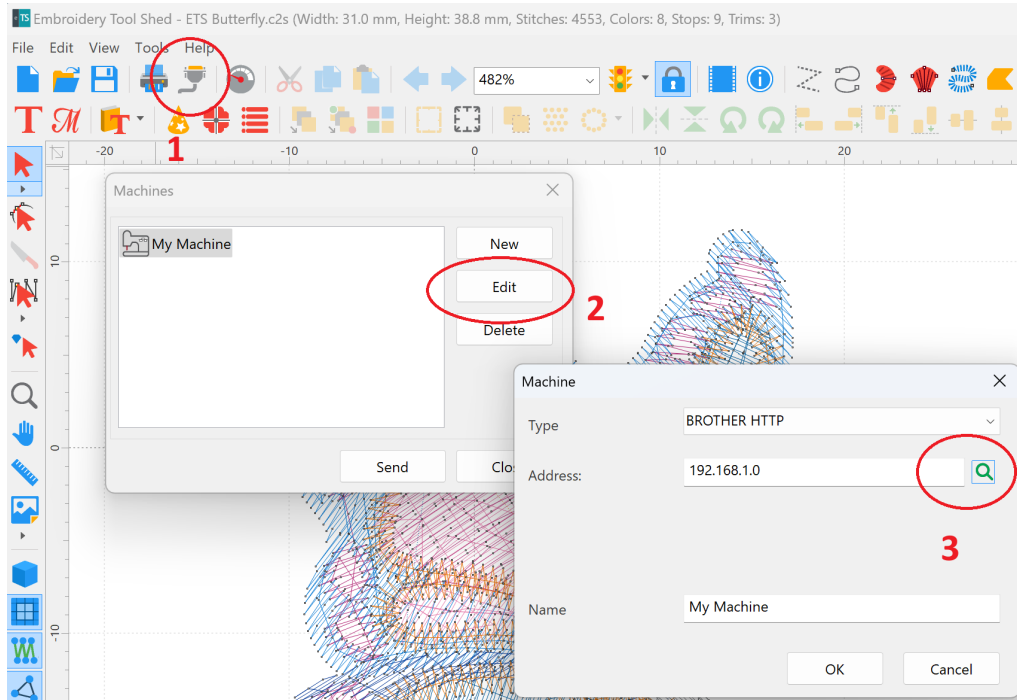 TS Embroidery Tool Shed - ETS Butterfly.c2s (Width: 31.0 mm, Height: 38.8 mm, Stitches: 4553, Colors: 8, Stops: 9, Trims: 3)
File Edit View Tools Help
482%
T M T
1
-20 -10 0 10 20
Machines
My Machine
New
10
Edit
2
Delete
Machine
Type
BROTHER HTTP
0
Address:
192.168.1.0
Send
Clos
3
Name
My Machine
-10
OK
Cancel